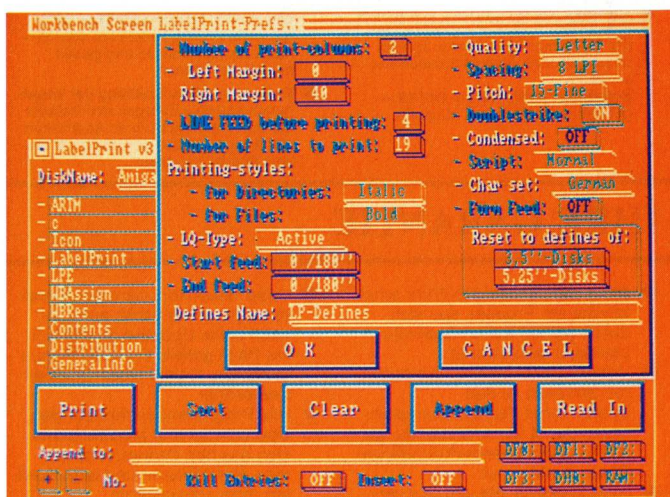 Workbench Screen LabelPrint-Prefs.:
- Number of print-columns: 2
- Left Margin: 0
Right Margin: 40
- LINE FEED before printing: 4
- Number of lines to print: 19
Printing-styles:
- For Directories: Italic
- For Files: Bold
- LQ-Type: Active
- Start Feed: 0 /180''
- End Feed: 0 /180''
- Quality: Letter
- Spacing: 8 LPI
- Pitch: 15-Fine
- Doublestrike: ON
- Condensed: OFF
- Script: Normal
- Char set: German
- Form Feed: OFF
Reset to defines of:
3,5''-Disks
5,25''-Disks
Defines Name: LP-Defines
OK
CANCEL
LabelPrint v3
DiskName: Amiga
- ARTM
- c
- Icon
- LabelPrint
- LPE
- WBAssign
- WBRes
- Contents
- Distribution
- GeneralInfo
Print Sort Clear Append Read In
Append to:
DF0: DF1: DF2:
+ - No. 1 Kill Entries: OFF Insert: OFF DF3: DH0: RAM: